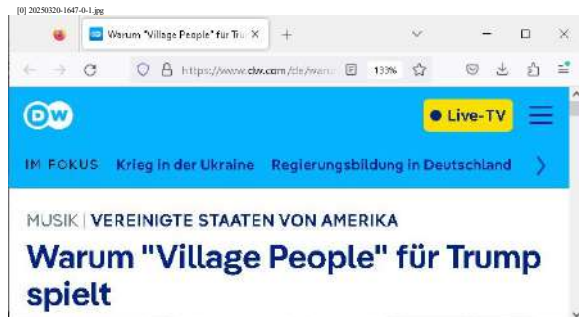 [0] 20250320-1647-0-1.jpg
Warum "Village People" für Tru
https://www.dw.com/de/waru
133%
DW
Live-TV
IM FOKUS Krieg in der Ukraine Regierungsbildung in Deutschland
MUSIK | VEREINIGTE STAATEN VON AMERIKA
Warum "Village People" für Trump
spielt